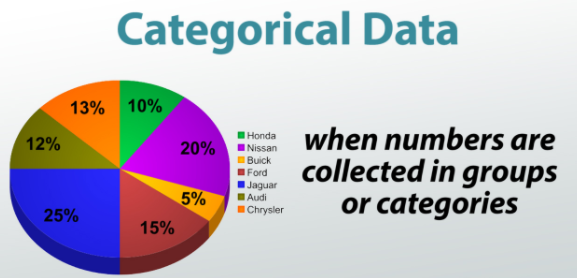 Categorical Data
13%
10%
12%
20%
5%
25%
15%
Honda
Nissan
Buick
Ford
Jaguar
Audi
Chrysler
when numbers are
collected in groups
or categories